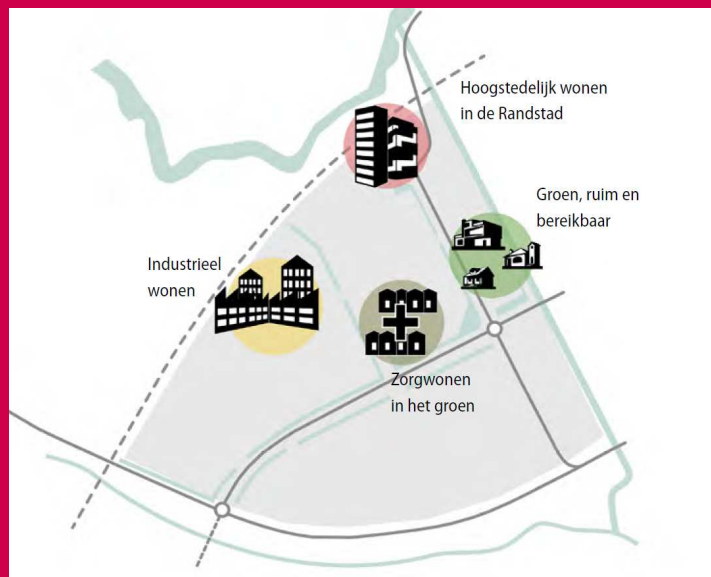 Hoogstedelijk wonen
in de Randstad
Groen, ruim en
bereikbaar
Industrieel
wonen
Zorgwonen
in het groen